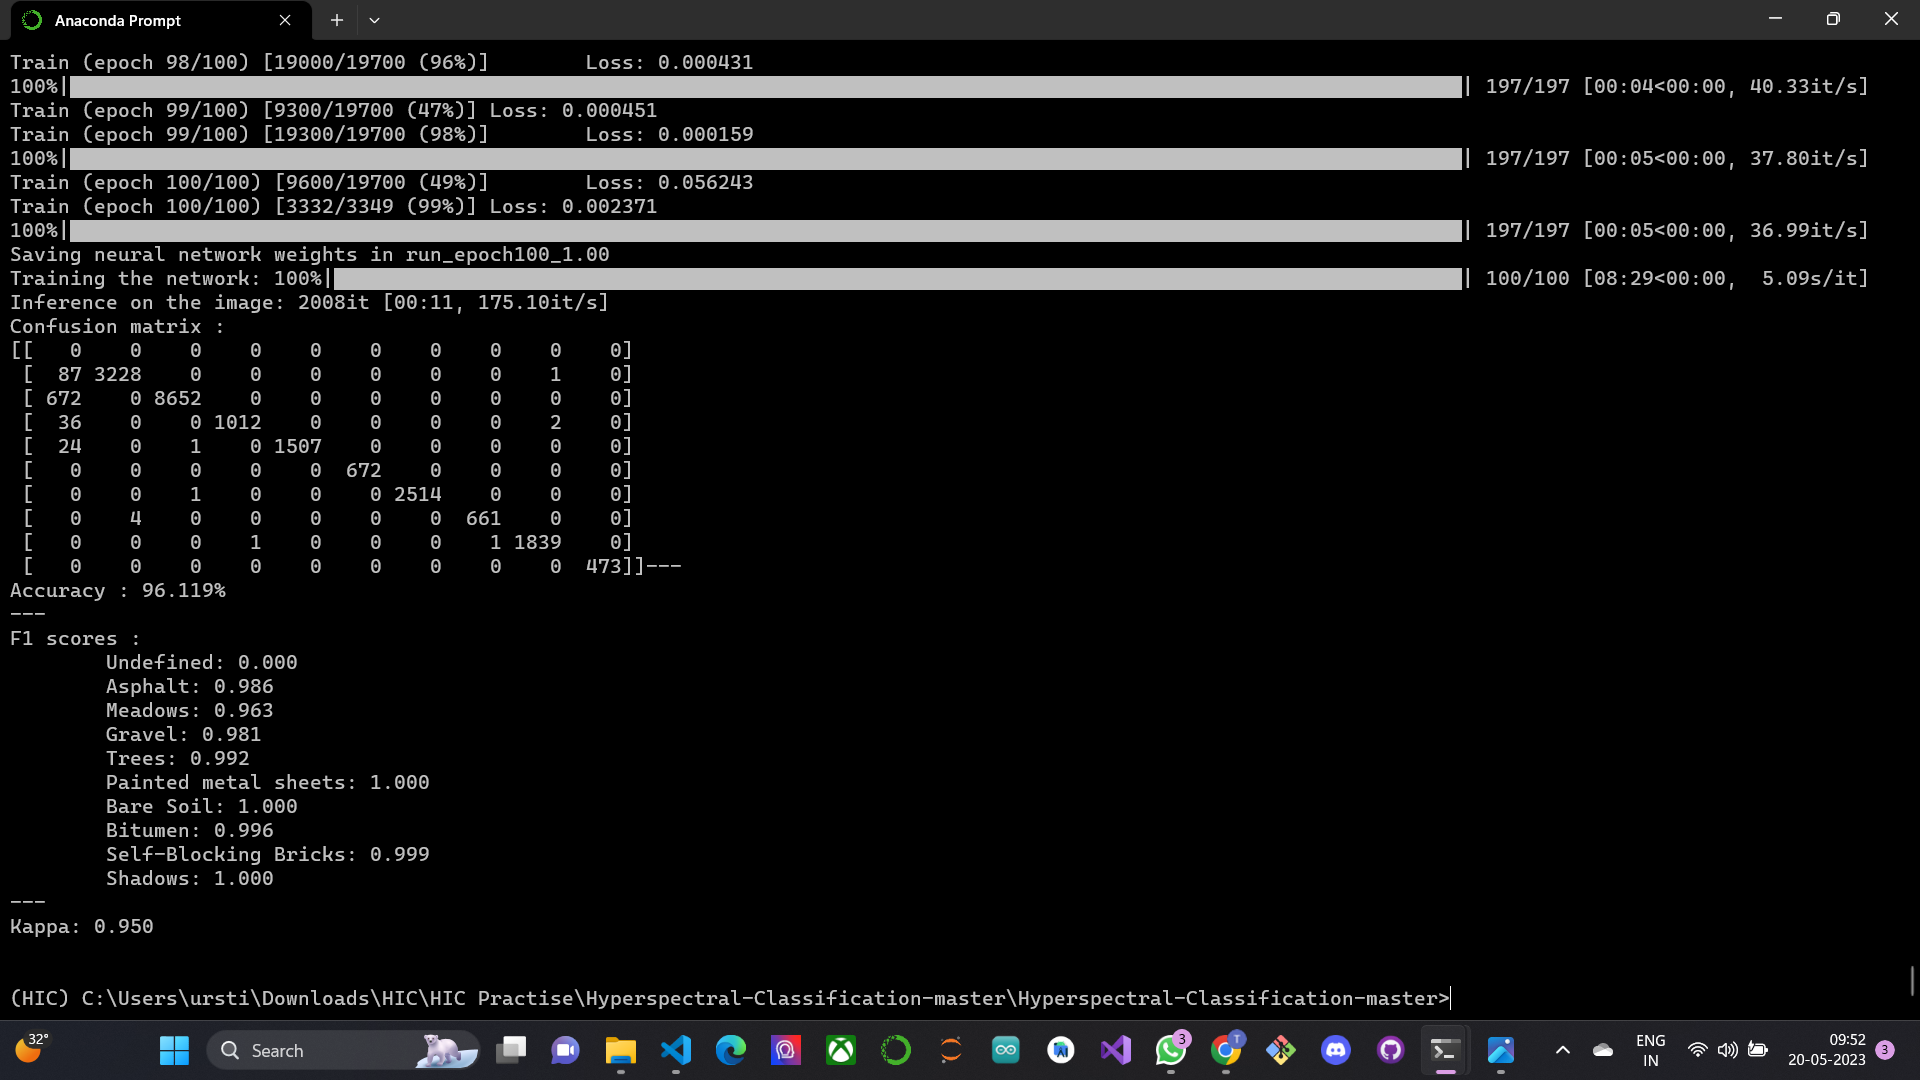 Anaconda Prompt
Train (epoch 98/100) [19000/19700 (96%)]        Loss: 0.000431
100%| | 197/197 [00:04<00:00, 40.33it/s]
Train (epoch 99/100) [9300/19700 (47%)] Loss: 0.000451
Train (epoch 99/100) [19300/19700 (98%)]        Loss: 0.000159
100%| | 197/197 [00:05<00:00, 37.80it/s]
Train (epoch 100/100) [9600/19700 (49%)]        Loss: 0.056243
Train (epoch 100/100) [3332/3349 (99%)] Loss: 0.002371
100%| | 197/197 [00:05<00:00, 36.99it/s]
Saving neural network weights in run_epoch100_1.00
Training the network: 100%| | 100/100 [08:29<00:00,  5.09s/it]
Inference on the image: 2008it [00:11, 175.10it/s]
Confusion matrix :
[[   0    0    0    0    0    0    0    0    0    0]
 [  87 3228    0    0    0    0    0    0    1    0]
 [ 672    0 8652    0    0    0    0    0    0    0]
 [  36    0    0 1012    0    0    0    0    2    0]
 [  24    0    1    0 1507    0    0    0    0    0]
 [   0    0    0    0    0  672    0    0    0    0]
 [   0    0    1    0    0    0 2514    0    0    0]
 [   0    4    0    0    0    0    0  661    0    0]
 [   0    0    0    1    0    0    0    1 1839    0]
 [   0    0    0    0    0    0    0    0    0  473]]---
Accuracy : 96.119%
---
F1 scores :
        Undefined: 0.000
        Asphalt: 0.986
        Meadows: 0.963
        Gravel: 0.981
        Trees: 0.992
        Painted metal sheets: 1.000
        Bare Soil: 1.000
        Bitumen: 0.996
        Self-Blocking Bricks: 0.999
        Shadows: 1.000
---
Kappa: 0.950
(HIC) C:\Users\ursti\Downloads\HIC\HIC Practise\Hyperspectral-Classification-master\Hyperspectral-Classification-master>
32°
Search
3
T
ENG
IN
09:52
20-05-2023
3